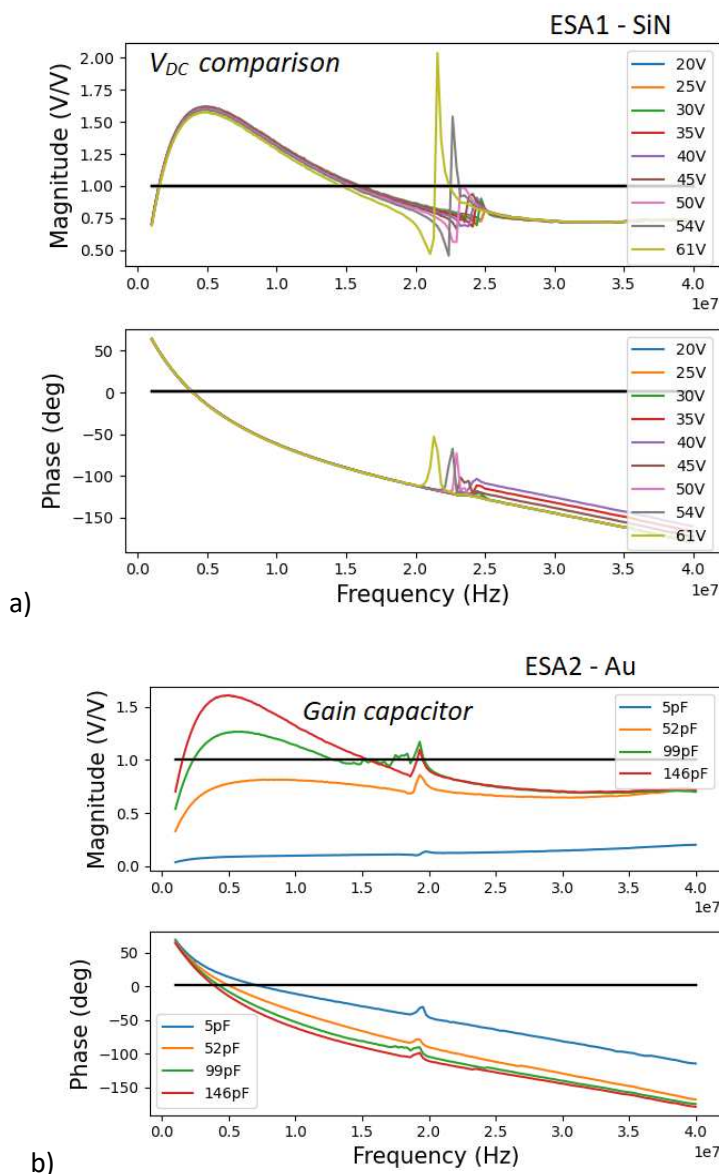 ESA1 - SiN
V_DC comparison
Magnitude (V/V)
2.00
1.75
1.50
1.25
1.00
0.75
0.50
20V
25V
30V
35V
40V
45V
50V
54V
61V
0.0 0.5 1.0 1.5 2.0 2.5 3.0 3.5 4.0
1e7
Phase (deg)
50
0
−50
−100
−150
20V
25V
30V
35V
40V
45V
50V
54V
61V
0.0 0.5 1.0 1.5 2.0 2.5 3.0 3.5 4.0
1e7
Frequency (Hz)
a)
ESA2 - Au
Gain capacitor
Magnitude (V/V)
1.5
1.0
0.5
0.0
5pF
52pF
99pF
146pF
0.0 0.5 1.0 1.5 2.0 2.5 3.0 3.5 4.0
1e7
Phase (deg)
50
0
−50
−100
−150
5pF
52pF
99pF
146pF
0.0 0.5 1.0 1.5 2.0 2.5 3.0 3.5 4.0
1e7
Frequency (Hz)
b)